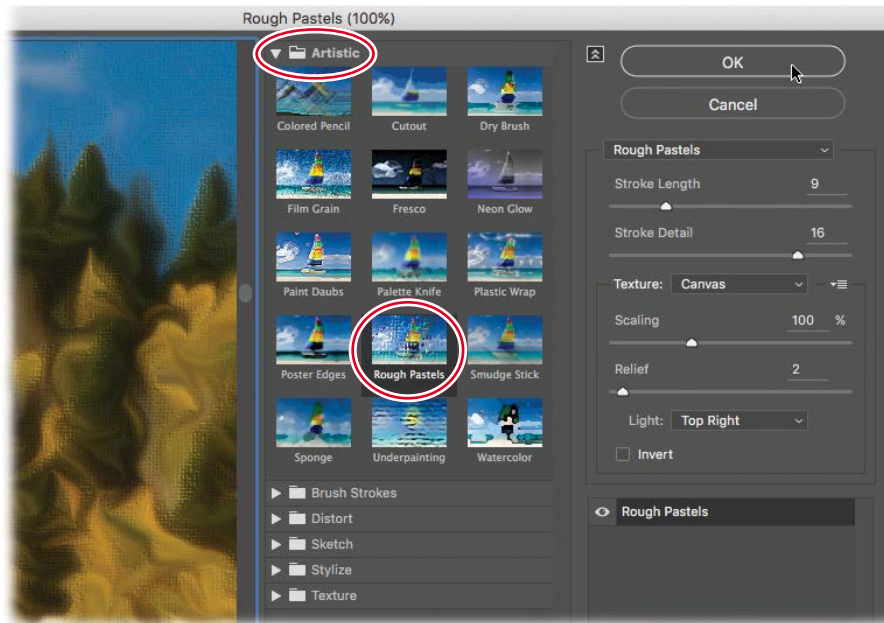 Rough Pastels (100%)
Artistic
Colored Pencil
Cutout
Dry Brush
Film Grain
Fresco
Neon Glow
Paint Daubs
Palette Knife
Plastic Wrap
Poster Edges
Rough Pastels
Smudge Stick
Sponge
Underpainting
Watercolor
Brush Strokes
Distort
Sketch
Stylize
Texture
OK
Cancel
Rough Pastels
Stroke Length 9
Stroke Detail 16
Texture: Canvas
Scaling 100 %
Relief 2
Light: Top Right
Invert
Rough Pastels